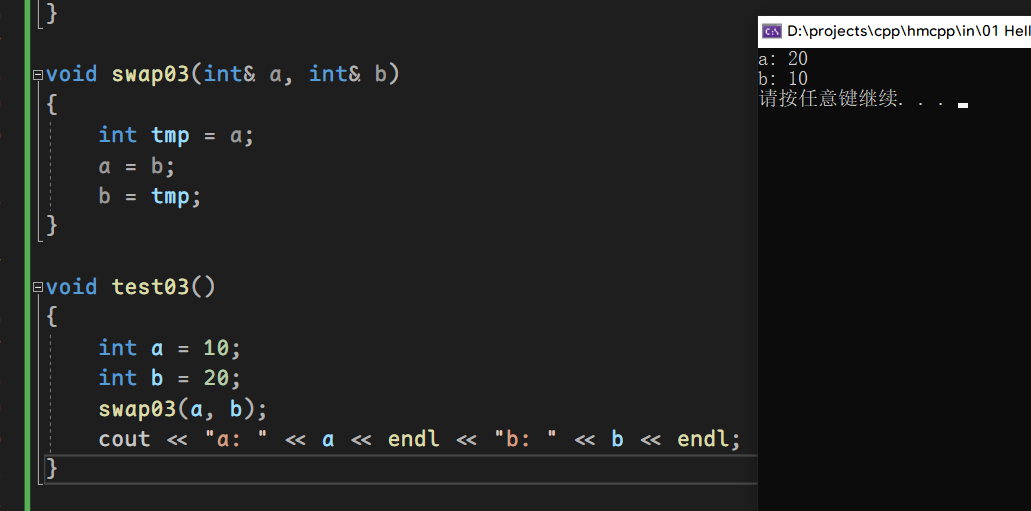 }
void swap03(int& a, int& b)
{
int tmp = a;
a = b;
b = tmp;
}
void test03()
{
int a = 10;
int b = 20;
swap03(a, b);
cout << "a: " << a << endl << "b: " << b << endl;
}
D:\projects\cpp\hmcpp\in\01 Hell
a: 20
b: 10
请按任意键继续. . .